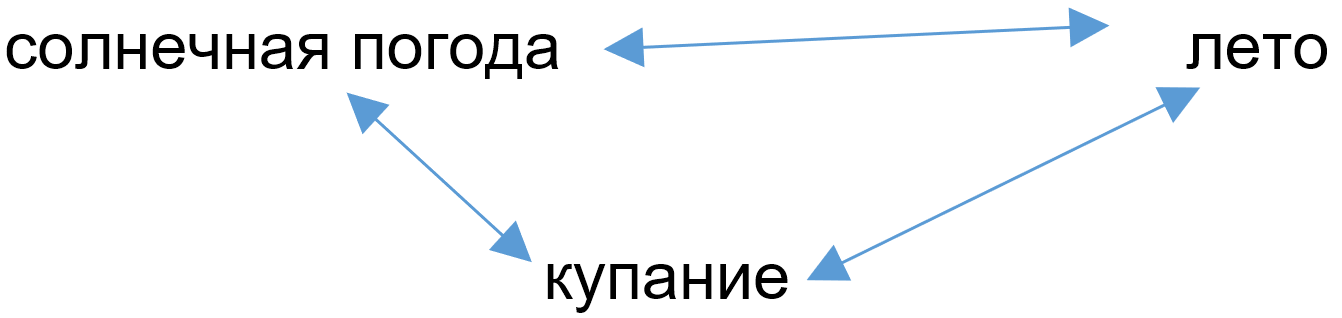 солнечная погода
лето
купание